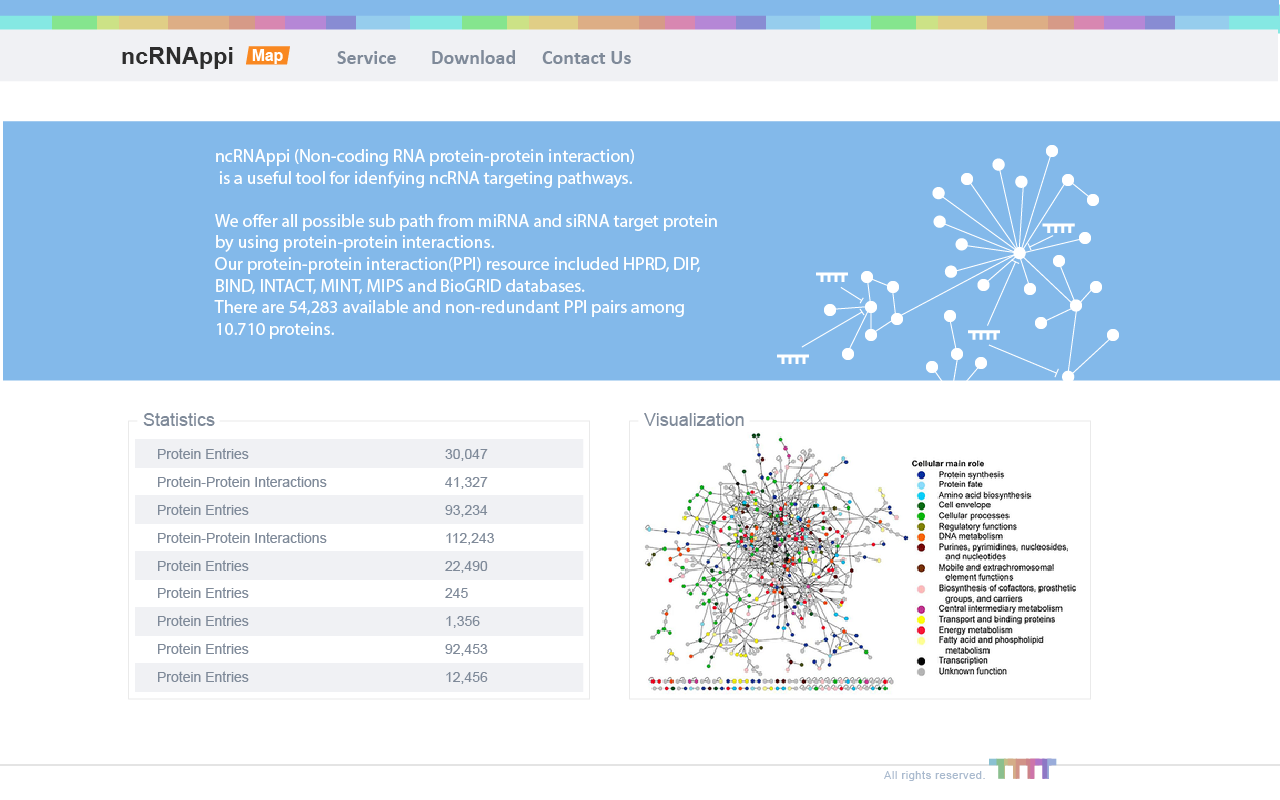 ncRNAppi Map Service Download Contact Us
ncRNAppi (Non-coding RNA protein-protein interaction)
is a useful tool for idenfying ncRNA targeting pathways.
We offer all possible sub path from miRNA and siRNA target protein
by using protein-protein interactions.
Our protein-protein interaction(PPI) resource included HPRD, DIP,
BIND, INTACT, MINT, MIPS and BioGRID databases.
There are 54,283 available and non-redundant PPI pairs among
10.710 proteins.
Statistics
Protein Entries 30,047
Protein-Protein Interactions 41,327
Protein Entries 93,234
Protein-Protein Interactions 112,243
Protein Entries 22,490
Protein Entries 245
Protein Entries 1,356
Protein Entries 92,453
Protein Entries 12,456
Visualization
Cellular main role
Protein synthesis
Protein fate
Amino acid biosynthesis
Cell envelope
Cellular processes
Regulatory functions
DNA metabolism
Purines, pyrimidines, nucleosides,
and nucleotides
Mobile and extrachromosomal
element functions
Biosynthesis of cofactors, prosthetic
groups, and carriers
Central intermediary metabolism
Transport and binding proteins
Energy metabolism
Fatty acid and phospholipid
metabolism
Transcription
Unknown function
All rights reserved.